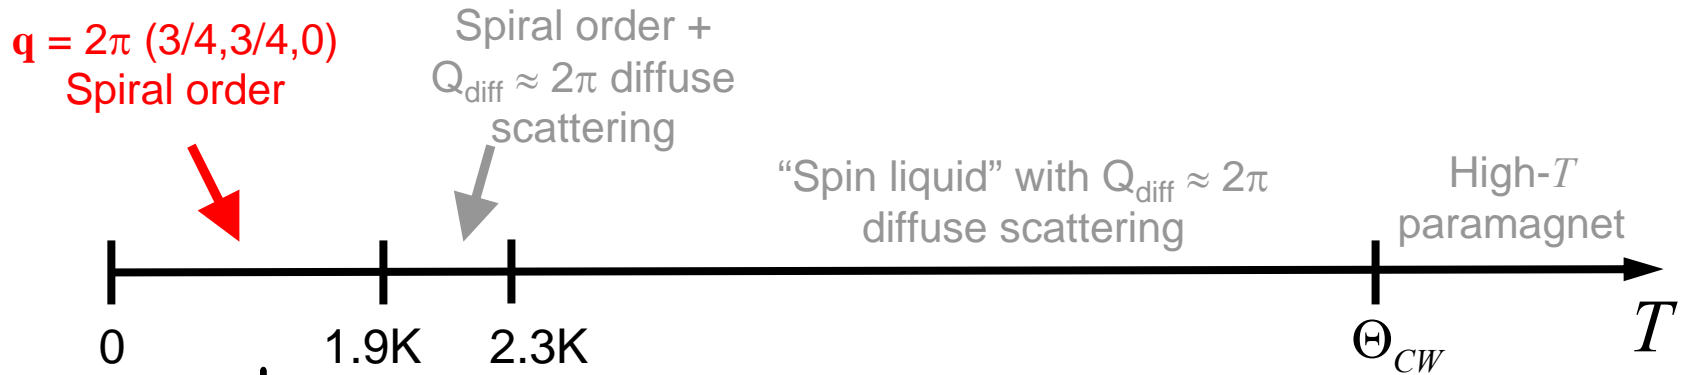 q = 2π (3/4,3/4,0)
Spiral order
Spiral order +
Q_diff ≈ 2π diffuse
scattering
“Spin liquid” with Q_diff ≈ 2π
diffuse scattering
High-T
paramagnet
0
1.9K
2.3K
Θ_CW
T